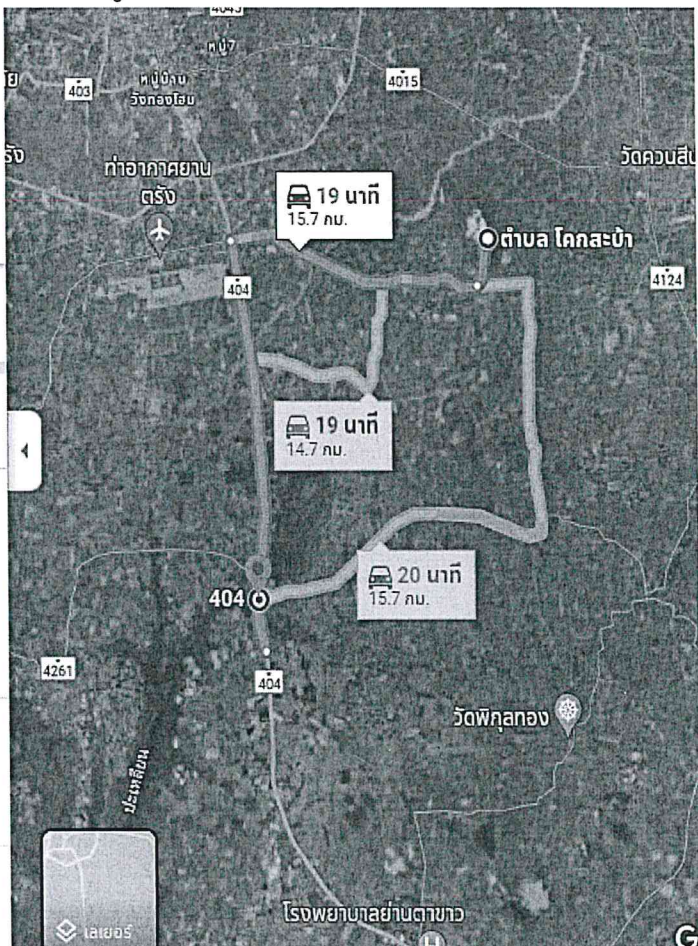 4045
หมู่7
หมู่บ้าน
วังทองโฮม
403
4015
วัดควนสีน
ท่าอากาศยาน
ตรัง
19 นาที
15.7 กม.
ตำบล โคกสะบ้า
404
4124
19 นาที
14.7 กม.
20 นาที
15.7 กม.
404
4261
404
วัดพิกุลทอง
ปะเหลียน
เลเยอร์
โรงพยาบาลย่านตาขาว
H
G